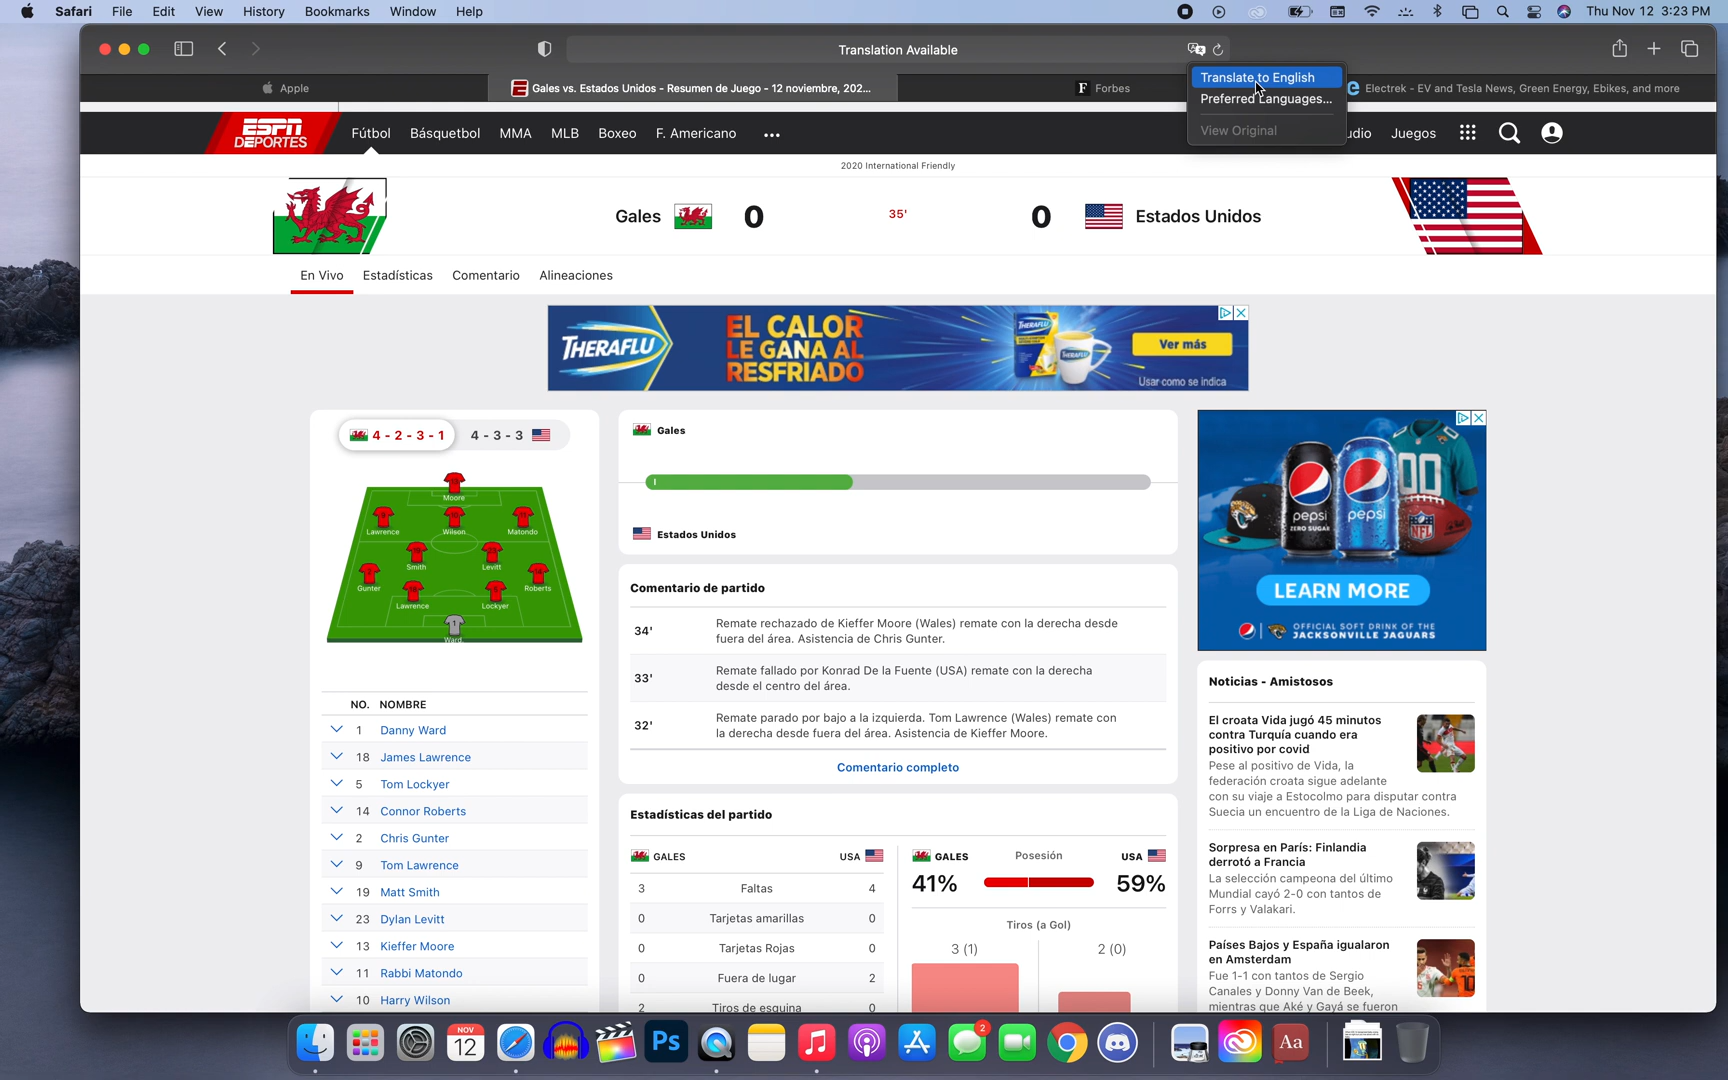 Safari File Edit View History Bookmarks Window Help
Thu Nov 12 3:23 PM
Translation Available
Translate to English
Preferred Languages...
View Original
Apple
Gales vs. Estados Unidos - Resumen de Juego - 12 noviembre, 202...
F Forbes
Electrek - EV and Tesla News, Green Energy, Ebikes, and more
ESPN
DEPORTES
Fútbol Básquetbol MMA MLB Boxeo F. Americano ...
Juegos
2020 International Friendly
Gales 0 35' 0 Estados Unidos
En Vivo Estadísticas Comentario Alineaciones
THERAFLU
EL CALOR
LE GANA AL
RESFRIADO
THERAFLU
Ver más
Usar como se indica
4 - 2 - 3 - 1 4 - 3 - 3
Moore
Lawrence Wilson Matondo
Smith Levitt
Gunter Roberts
Lawrence Lockyer
1
Ward
NO. NOMBRE
1 Danny Ward
18 James Lawrence
5 Tom Lockyer
14 Connor Roberts
2 Chris Gunter
9 Tom Lawrence
19 Matt Smith
23 Dylan Levitt
13 Kieffer Moore
11 Rabbi Matondo
10 Harry Wilson
Gales
Estados Unidos
Comentario de partido
34' Remate rechazado de Kieffer Moore (Wales) remate con la derecha desde
fuera del área. Asistencia de Chris Gunter.
33' Remate fallado por Konrad De la Fuente (USA) remate con la derecha
desde el centro del área.
32' Remate parado por bajo a la izquierda. Tom Lawrence (Wales) remate con
la derecha desde fuera del área. Asistencia de Kieffer Moore.
Comentario completo
Estadísticas del partido
GALES USA
3 Faltas 4
0 Tarjetas amarillas 0
0 Tarjetas Rojas 0
0 Fuera de lugar 2
2 Tiros de esquina 0
GALES Posesión USA
41% 59%
Tiros (a Gol)
3 (1) 2 (0)
pepsi
ZERO SUGAR
pepsi
00
NFL
LEARN MORE
OFFICIAL SOFT DRINK OF THE
JACKSONVILLE JAGUARS
Noticias - Amistosos
El croata Vida jugó 45 minutos
contra Turquía cuando era
positivo por covid
Pese al positivo de Vida, la
federación croata sigue adelante
con su viaje a Estocolmo para disputar contra
Suecia un encuentro de la Liga de Naciones.
Sorpresa en París: Finlandia
derrotó a Francia
La selección campeona del último
Mundial cayó 2-0 con tantos de
Forrs y Valakari.
Países Bajos y España igualaron
en Amsterdam
Fue 1-1 con tantos de Sergio
Canales y Donny Van de Beek,
mientras que Aké y Gayá se fueron
NOV
12
Ps
2
Aa